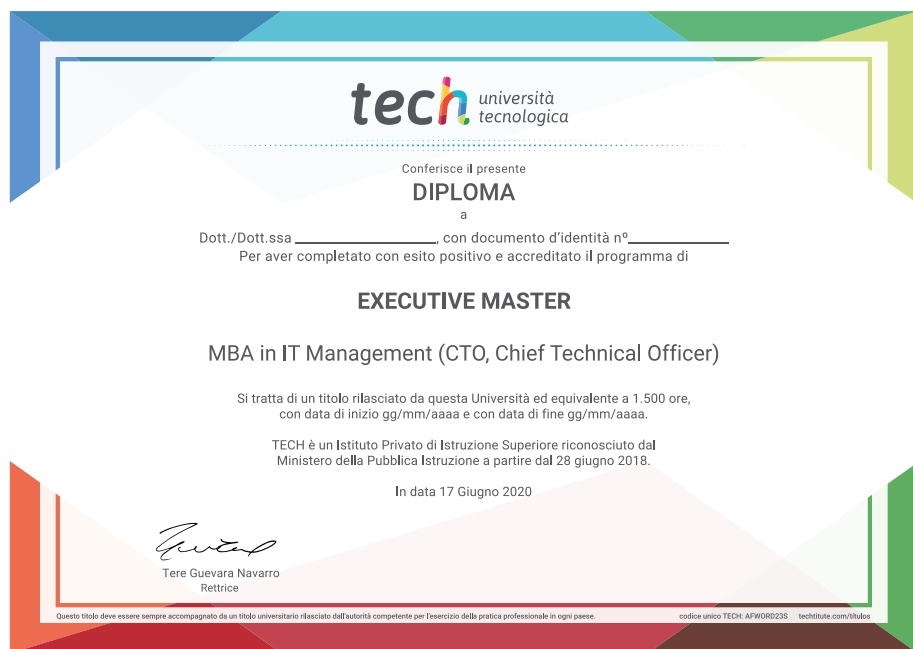 tech università
tecnologica
Conferisce il presente
DIPLOMA
a
Dott./Dott.ssa ________________, con documento d'identità nº____________
Per aver completato con esito positivo e accreditato il programma di
EXECUTIVE MASTER
MBA in IT Management (CTO, Chief Technical Officer)
Si tratta di un titolo rilasciato da questa Università ed equivalente a 1.500 ore,
con data di inizio gg/mm/aaaa e con data di fine gg/mm/aaaa.
TECH è un Istituto Privato di Istruzione Superiore riconosciuto dal
Ministero della Pubblica Istruzione a partire dal 28 giugno 2018.
In data 17 Giugno 2020
Tere Guevara Navarro
Rettrice
Questo titolo deve essere sempre accompagnato da un titolo universitario rilasciato dall'autorità competente per l'esercizio della pratica professionale in ogni paese. codice unico TECH: AFWORD23S techtitute.com/titulos